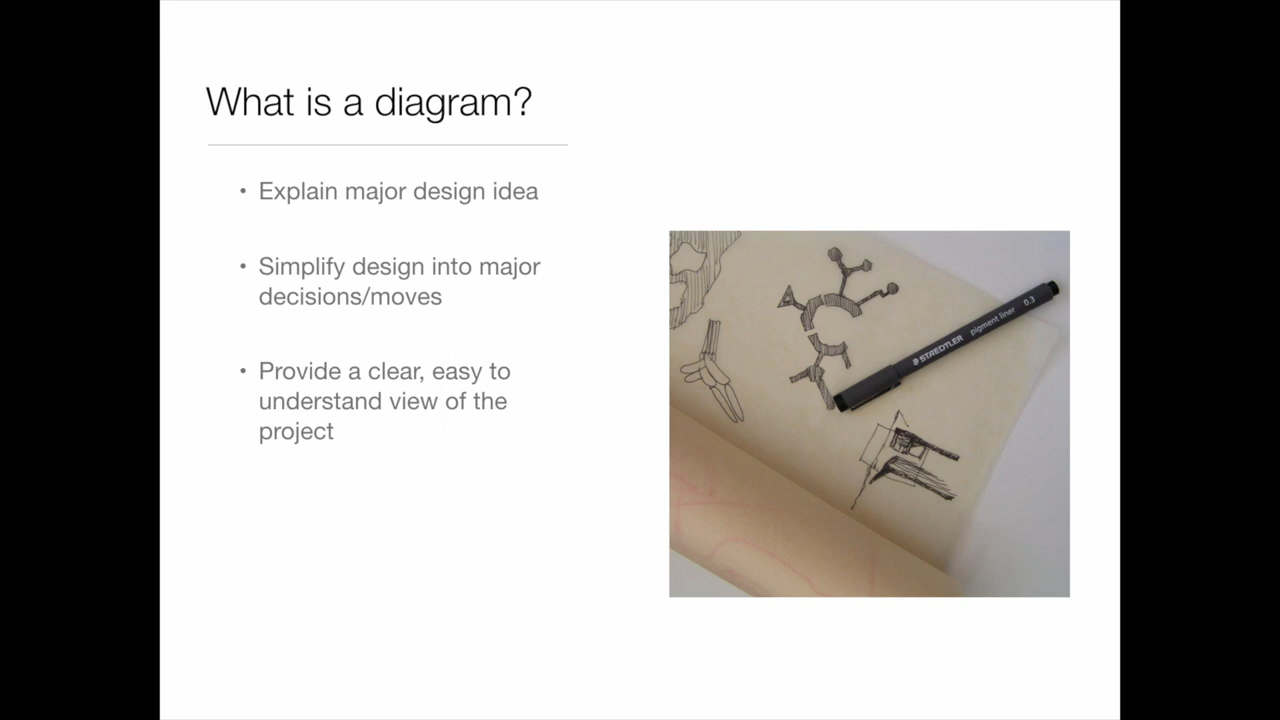 What is a diagram?
• Explain major design idea
• Simplify design into major
decisions/moves
• Provide a clear, easy to
understand view of the
project
STAEDTLER pigment liner 0.3